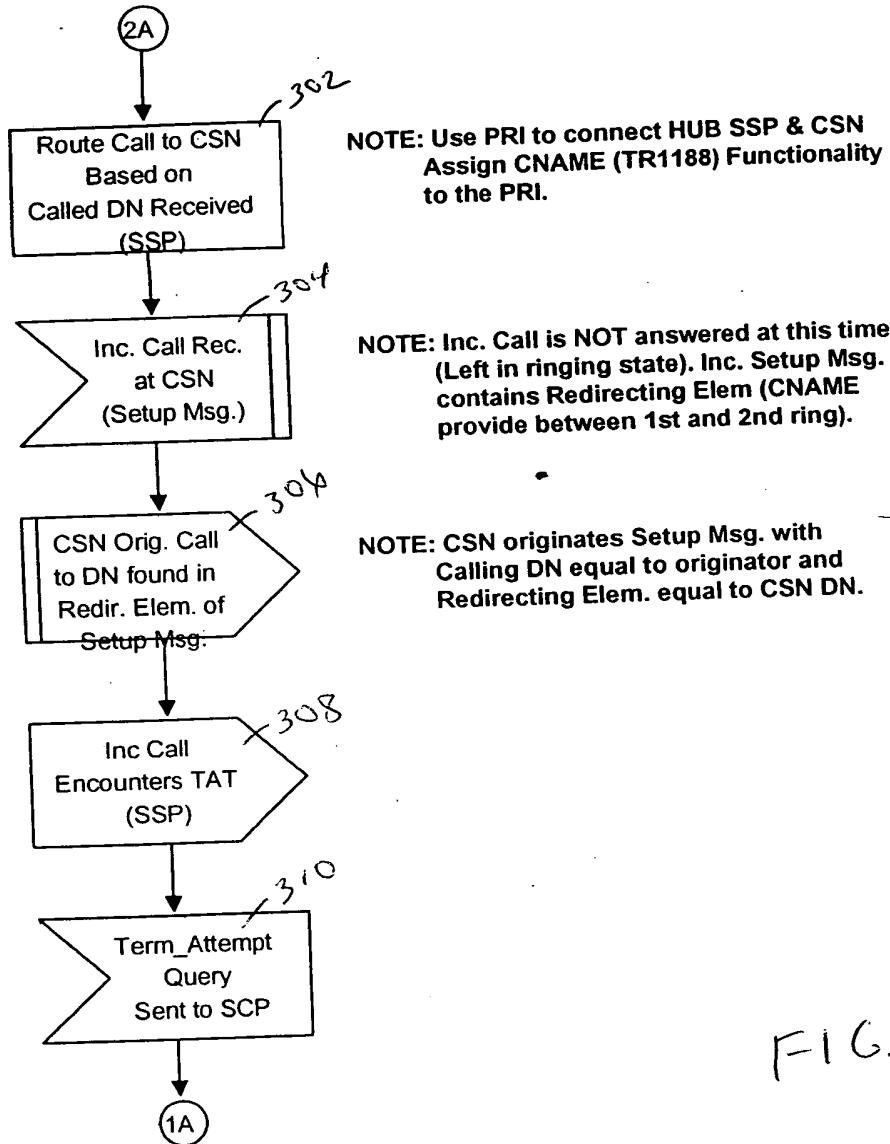 2A
302
Route Call to CSN
Based on
Called DN Received
(SSP)
NOTE: Use PRI to connect HUB SSP & CSN
Assign CNAME (TR1188) Functionality
to the PRI.
304
Inc. Call Rec.
at CSN
(Setup Msg.)
NOTE: Inc. Call is NOT answered at this time
(Left in ringing state). Inc. Setup Msg.
contains Redirecting Elem (CNAME
provide between 1st and 2nd ring).
306
CSN Orig. Call
to DN found in
Redir. Elem. of
Setup Msg.
NOTE: CSN originates Setup Msg. with
Calling DN equal to originator and
Redirecting Elem. equal to CSN DN.
308
Inc Call
Encounters TAT
(SSP)
310
Term_Attempt
Query
Sent to SCP
FIG.
1A